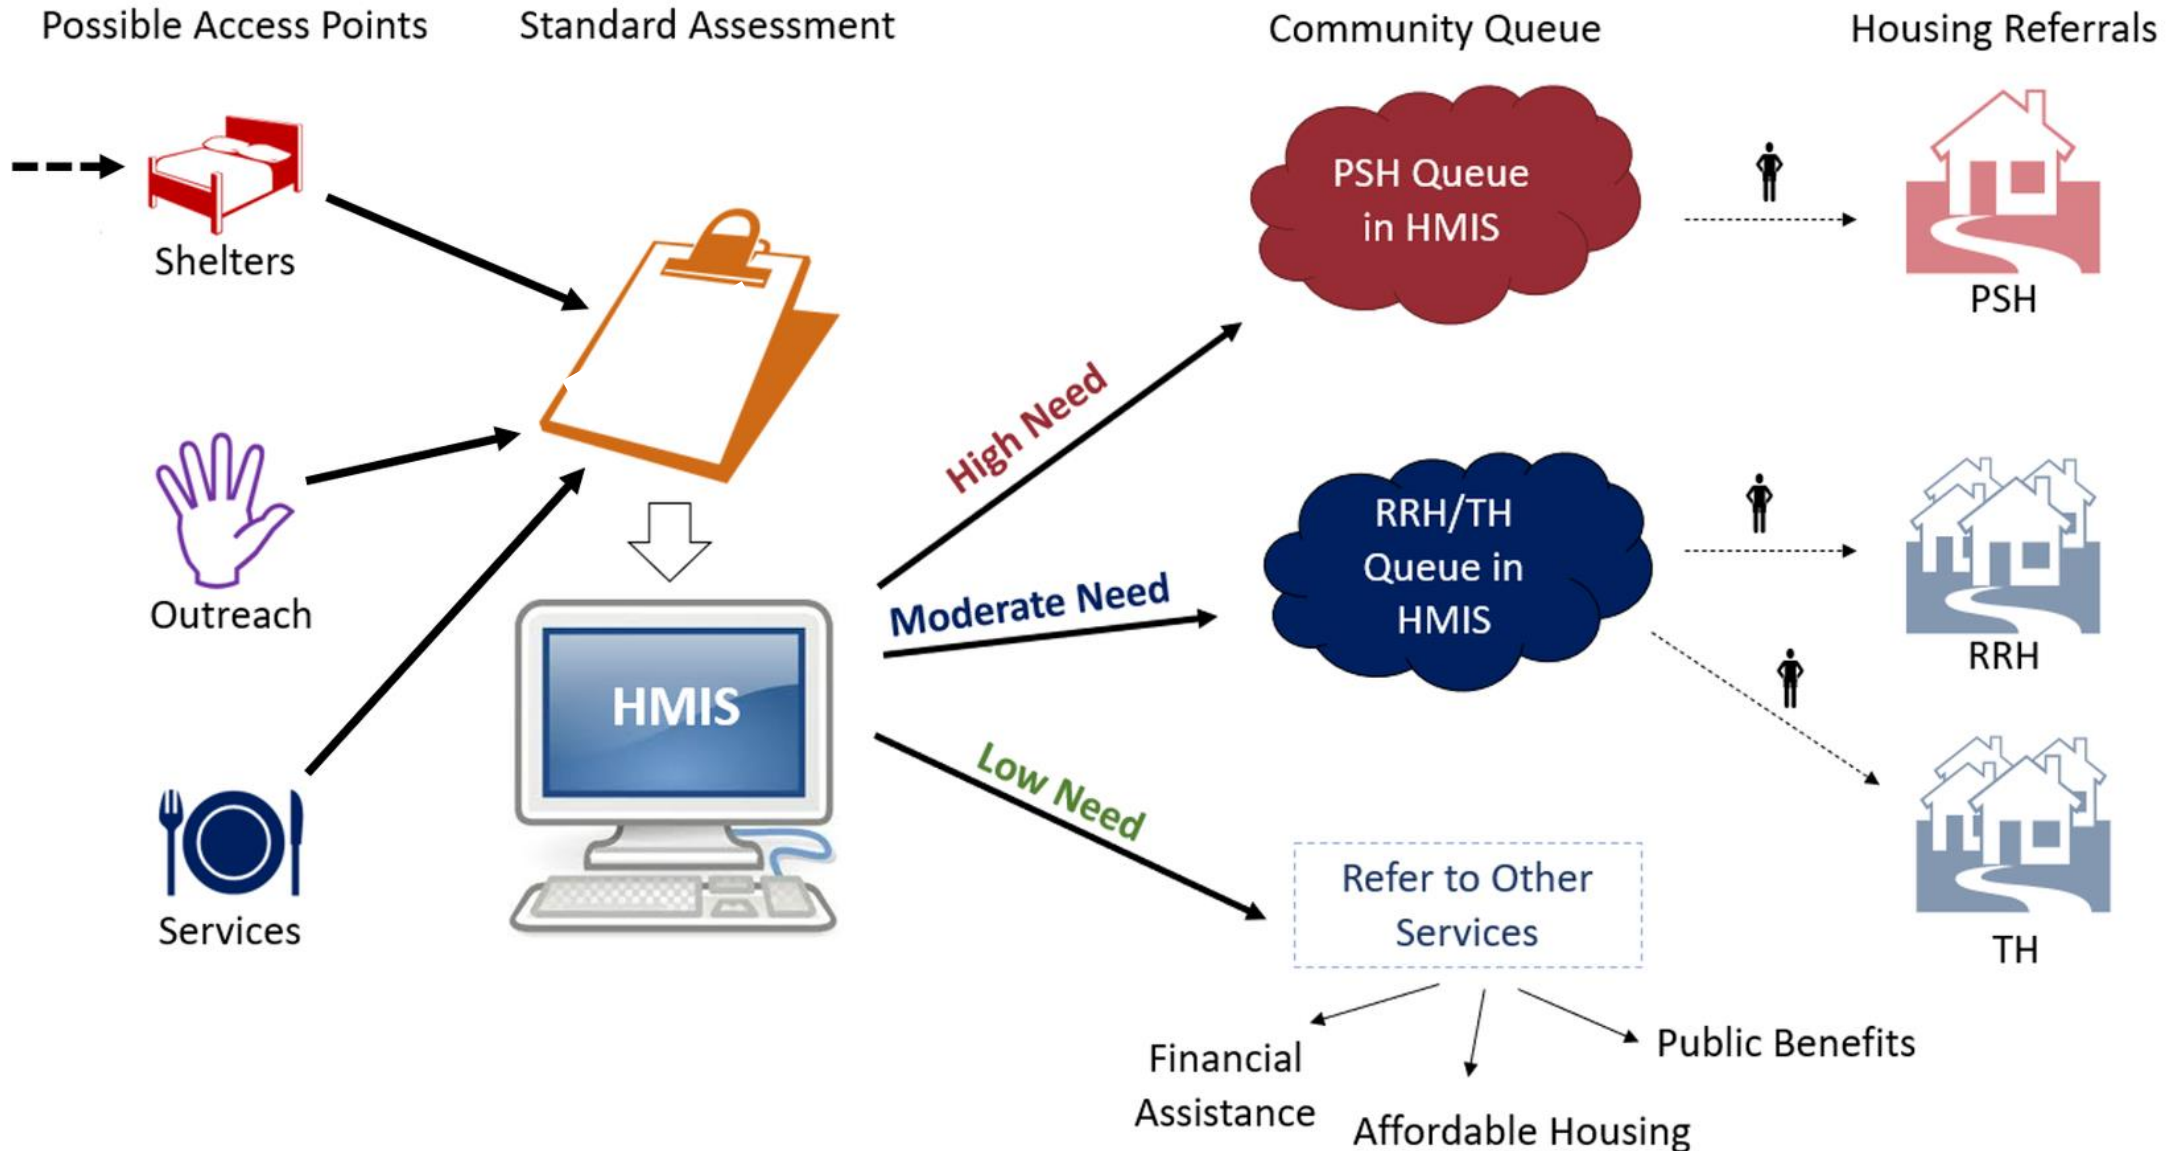 Possible Access Points
Standard Assessment
Community Queue
Housing Referrals
Shelters
Outreach
Services
HMIS
High Need
Moderate Need
Low Need
PSH Queue
in HMIS
RRH/TH
Queue in
HMIS
Refer to Other
Services
Financial
Assistance
Affordable Housing
Public Benefits
PSH
RRH
TH